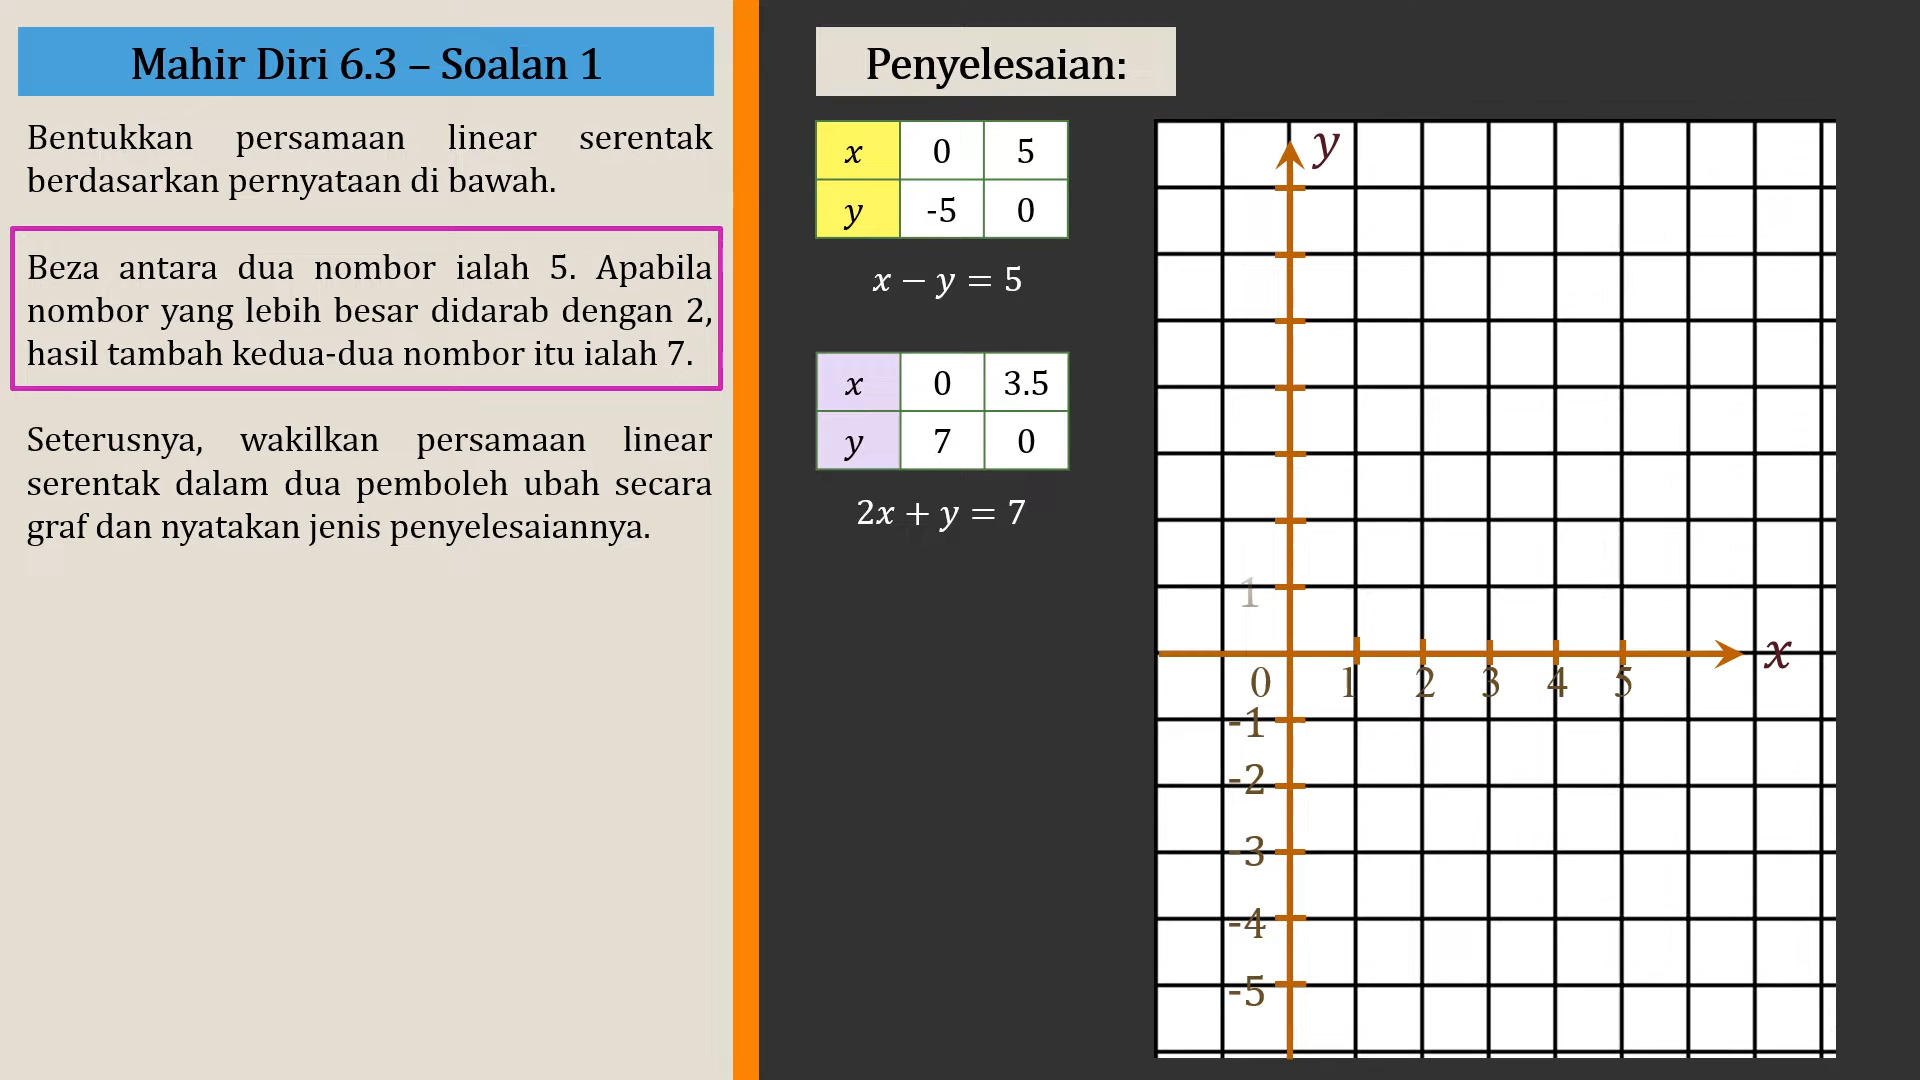 Mahir Diri 6.3 – Soalan 1
Bentukkan persamaan linear serentak
berdasarkan pernyataan di bawah.
Beza antara dua nombor ialah 5. Apabila
nombor yang lebih besar didarab dengan 2,
hasil tambah kedua-dua nombor itu ialah 7.
Seterusnya, wakilkan persamaan linear
serentak dalam dua pemboleh ubah secara
graf dan nyatakan jenis penyelesaiannya.
Penyelesaian:
x 0 5
y -5 0
x − y = 5
x 0 3.5
y 7 0
2x + y = 7
y
1
x
0 1 2 3 4 5
-1
-2
-3
-4
-5